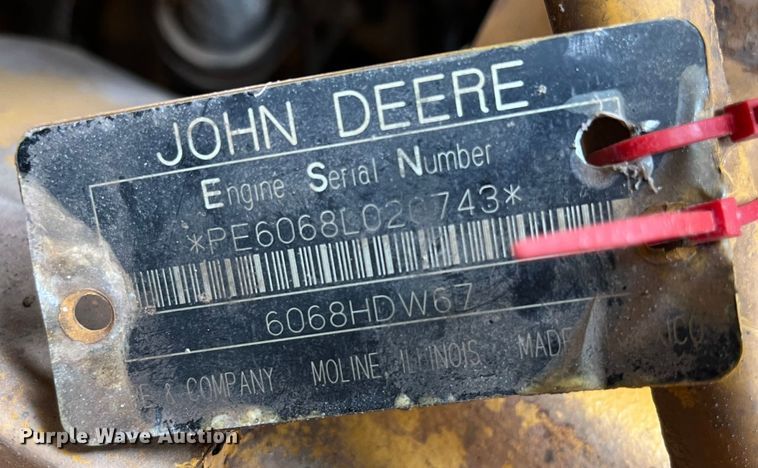 JOHN DEERE
Engine Serial Number
6068HDW67
& COMPANY MOLINE, ILLINOIS MADE
Purple Wave Auction